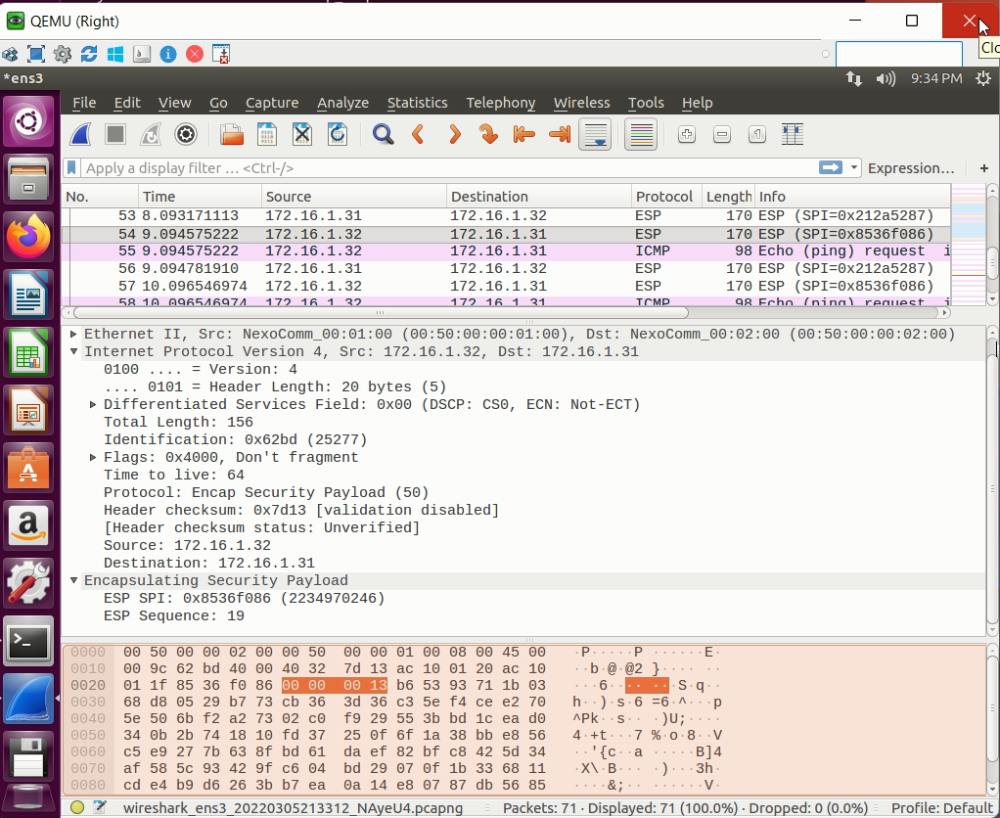 QEMU (Right)
Clo
*ens3
9:34 PM
File Edit View Go Capture Analyze Statistics Telephony Wireless Tools Help
Apply a display filter ... <Ctrl-/>
Expression... +
No. Time Source Destination Protocol Length Info
53 8.093171113 172.16.1.31 172.16.1.32 ESP 170 ESP (SPI=0x212a5287)
54 9.094575222 172.16.1.32 172.16.1.31 ESP 170 ESP (SPI=0x8536f086)
55 9.094575222 172.16.1.32 172.16.1.31 ICMP 98 Echo (ping) request i
56 9.094781910 172.16.1.31 172.16.1.32 ESP 170 ESP (SPI=0x212a5287)
57 10.096546974 172.16.1.32 172.16.1.31 ESP 170 ESP (SPI=0x8536f086)
58 10.096546974 172.16.1.32 172.16.1.31 ICMP 98 Echo (ping) request i
Ethernet II, Src: NexoComm_00:01:00 (00:50:00:00:01:00), Dst: NexoComm_00:02:00 (00:50:00:00:02:00)
Internet Protocol Version 4, Src: 172.16.1.32, Dst: 172.16.1.31
0100 .... = Version: 4
.... 0101 = Header Length: 20 bytes (5)
Differentiated Services Field: 0x00 (DSCP: CS0, ECN: Not-ECT)
Total Length: 156
Identification: 0x62bd (25277)
Flags: 0x4000, Don't fragment
Time to live: 64
Protocol: Encap Security Payload (50)
Header checksum: 0x7d13 [validation disabled]
[Header checksum status: Unverified]
Source: 172.16.1.32
Destination: 172.16.1.31
Encapsulating Security Payload
ESP SPI: 0x8536f086 (2234970246)
ESP Sequence: 19
0000 00 50 00 00 02 00 00 50 00 00 01 00 08 00 45 00 ·P·····P ······E·
0010 00 9c 62 bd 40 00 40 32 7d 13 ac 10 01 20 ac 10 ··b·@·@2 }···· ··
0020 01 1f 85 36 f0 86 00 00 00 13 b6 53 93 71 1b 03 ···6···· ···S·q··
0030 68 d8 05 29 b7 73 cb 36 3d 36 c3 5e f4 ce e2 70 h··)·s·6 =6·^···p
0040 5e 50 6b f2 a2 73 02 c0 f9 29 55 3b bd 1c ea d0 ^Pk··s·· ·)U;····
0050 34 0b 2b 74 18 10 fd 37 25 0f 6f 1a 38 bb e8 56 4·+t···7 %·o·8··V
0060 c5 e9 27 7b 63 8f bd 61 da ef 82 bf c8 42 5d 34 ··'{c··a ·····B]4
0070 af 58 5c 93 42 9f c6 04 bd 29 07 0f 1b 33 68 11 ·X\·B··· ·)···3h·
0080 cd e4 b9 d6 26 3b b7 ea 0a 14 e8 07 87 db 56 85 ····&;·· ······V·
wireshark_ens3_20220305213312_NAyeU4.pcapng
Packets: 71 · Displayed: 71 (100.0%) · Dropped: 0 (0.0%)
Profile: Default